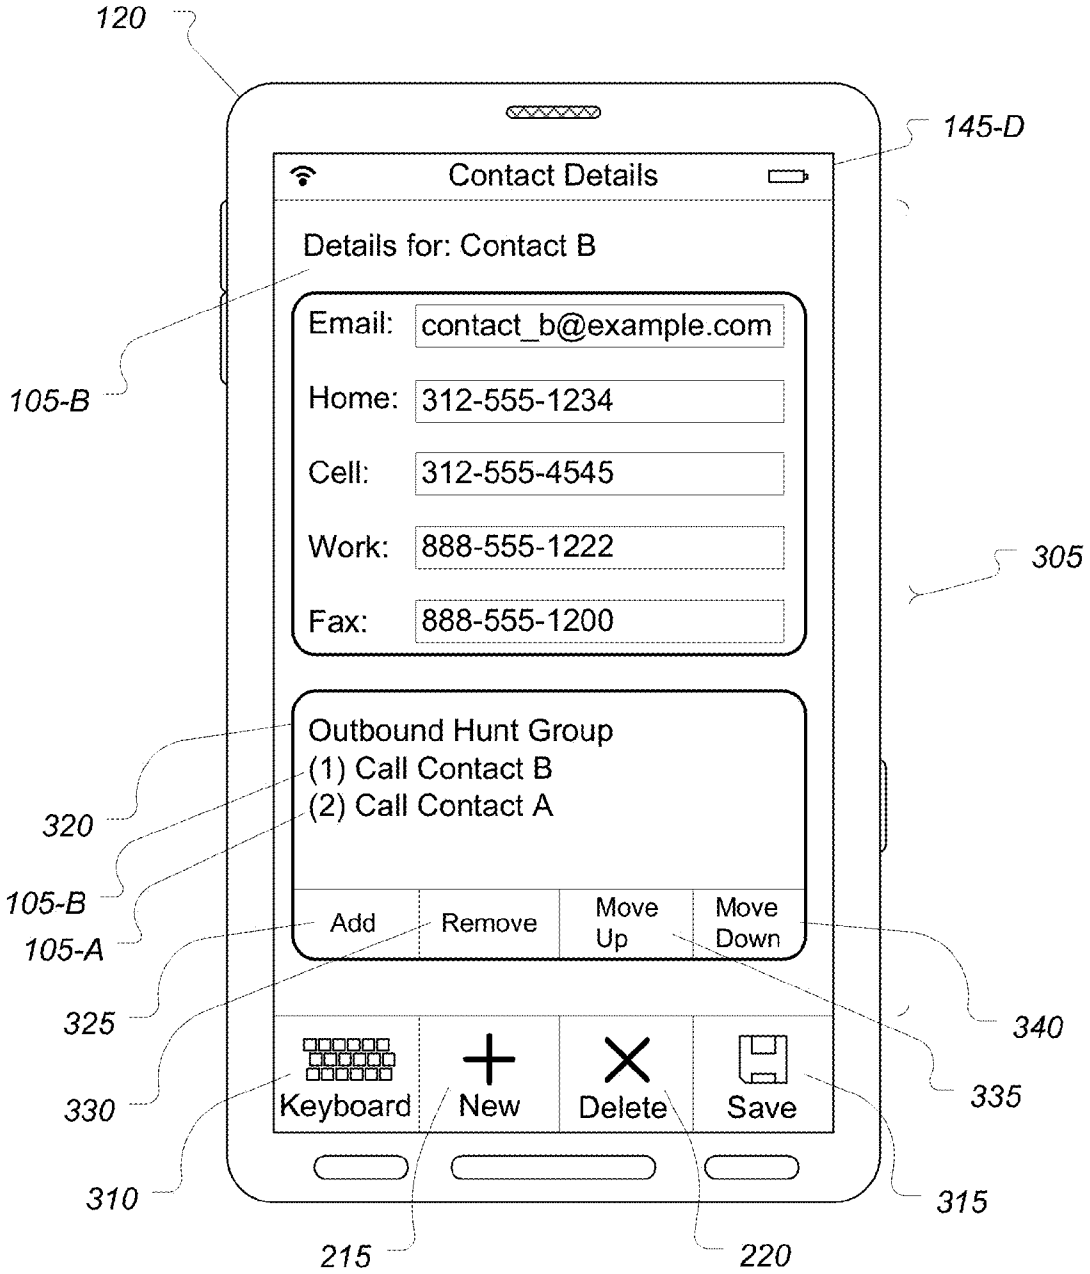 120
145-D
Contact Details
Details for: Contact B
105-B
Email: contact_b@example.com
Home: 312-555-1234
Cell: 312-555-4545
Work: 888-555-1222
Fax: 888-555-1200
305
Outbound Hunt Group
(1) Call Contact B
(2) Call Contact A
320
105-B
105-A
Add Remove Move Up Move Down
325
340
330
335
Keyboard New Delete Save
310
315
215
220